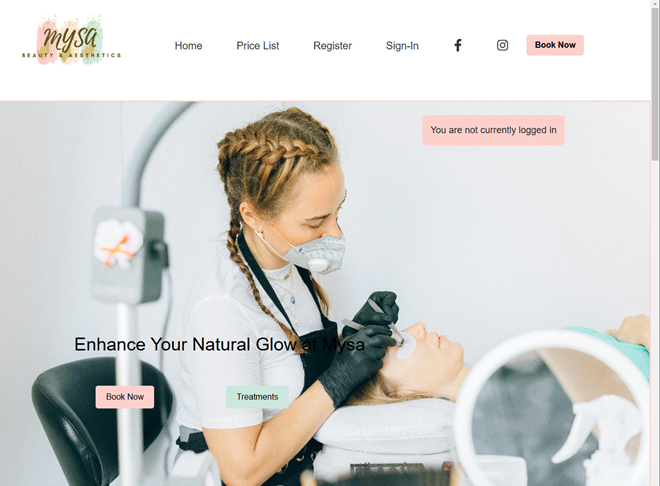 mysa
BEAUTY & AESTHETICS
Home
Price List
Register
Sign-In
Book Now
You are not currently logged in
Enhance Your Natural Glow at Mysa
Book Now
Treatments